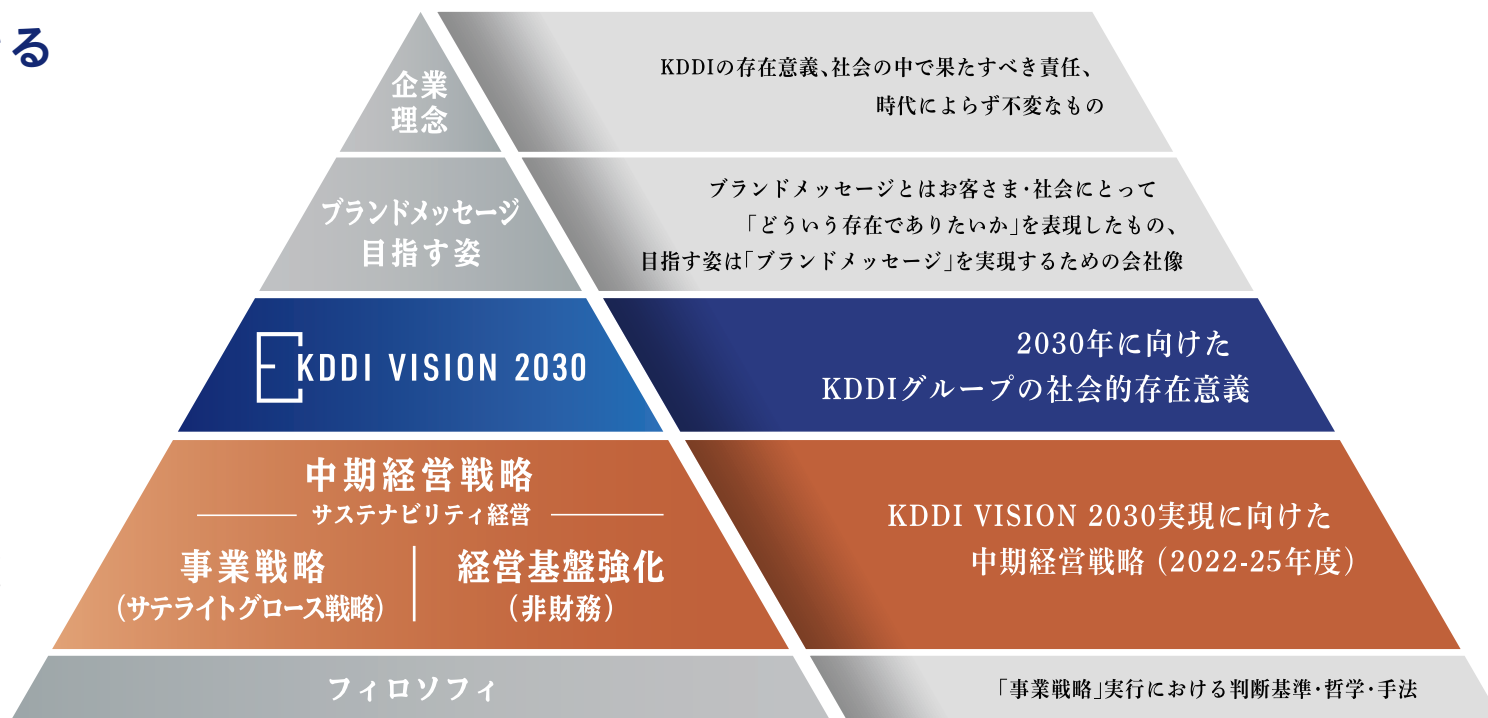 る
企業
理念
KDDIの存在意義、社会の中で果たすべき責任、
時代によらず不変なもの
ブランドメッセージ
目指す姿
ブランドメッセージとはお客さま・社会にとって
「どういう存在でありたいか」を表現したもの、
目指す姿は「ブランドメッセージ」を実現するための会社像
KDDI VISION 2030
2030年に向けた
KDDIグループの社会的存在意義
中期経営戦略
サステナビリティ経営
事業戦略
(サテライトグロース戦略)
経営基盤強化
(非財務)
KDDI VISION 2030実現に向けた
中期経営戦略(2022-25年度)
フィロソフィ
「事業戦略」実行における判断基準・哲学・手法